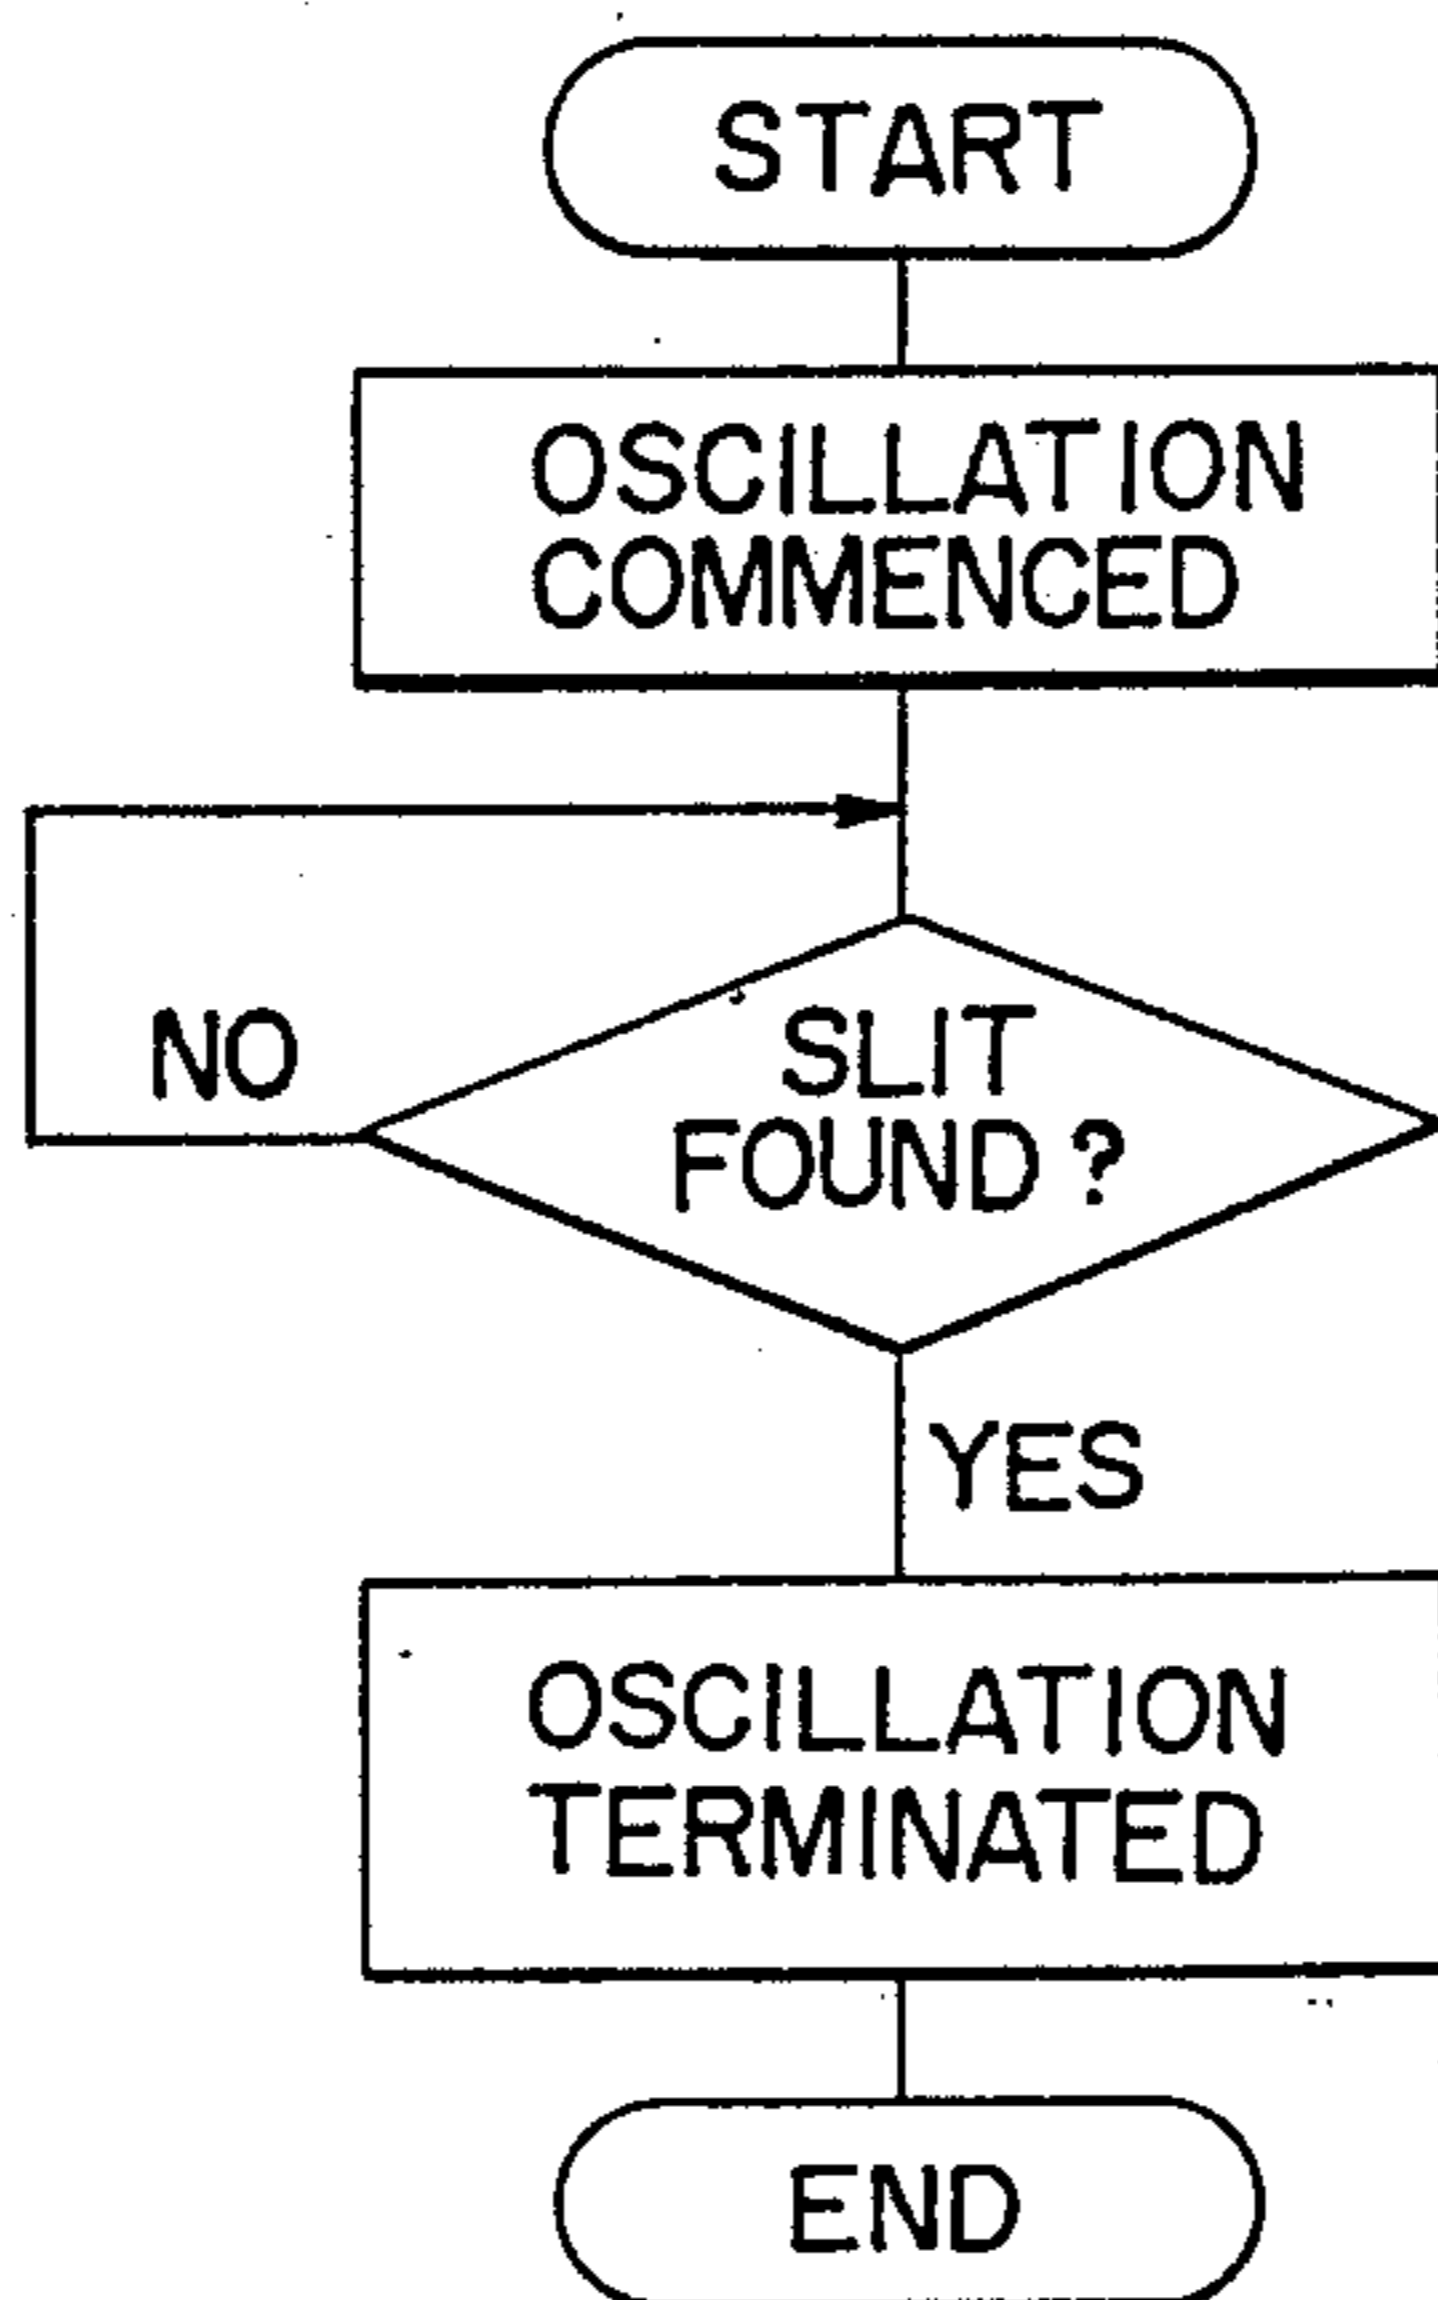 START
OSCILLATION
COMMENCED
NO
SLIT
FOUND ?
YES
OSCILLATION
TERMINATED
END